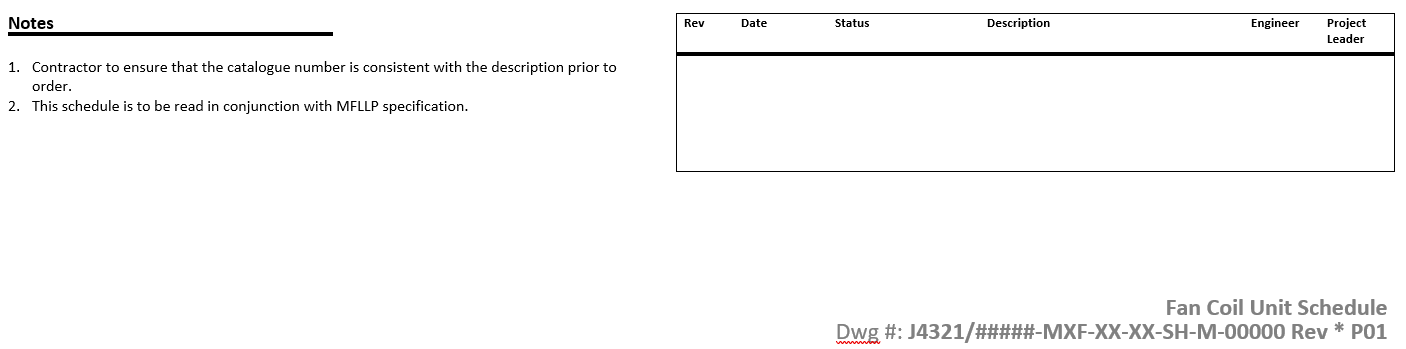 Notes
1. Contractor to ensure that the catalogue number is consistent with the description prior to
order.
2. This schedule is to be read in conjunction with MFLLP specification.
Rev Date Status Description Engineer Project
Leader
Fan Coil Unit Schedule
Dwg #: J4321/#####-MXF-XX-XX-SH-M-00000 Rev * P01